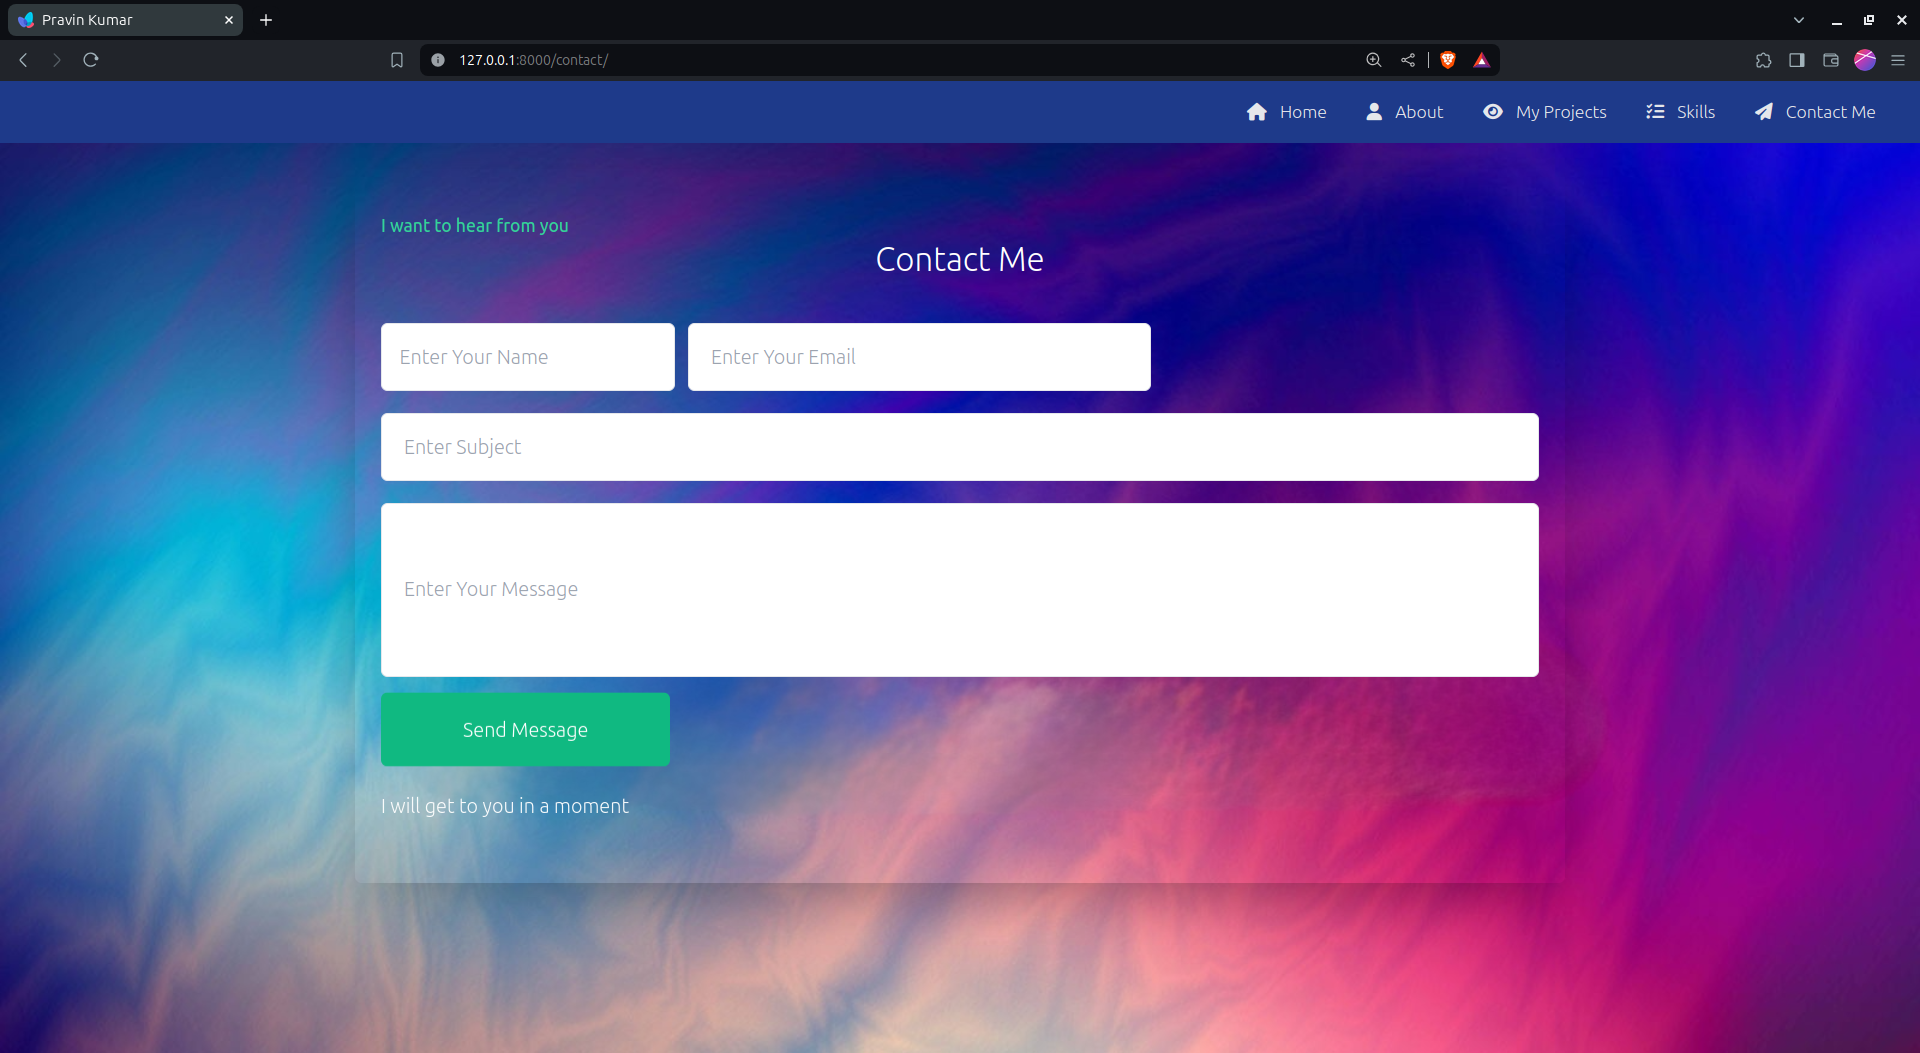 Pravin Kumar
127.0.0.1:8000/contact/
Home About My Projects Skills Contact Me
I want to hear from you
Contact Me
Enter Your Name Enter Your Email
Enter Subject
Enter Your Message
Send Message
I will get to you in a moment